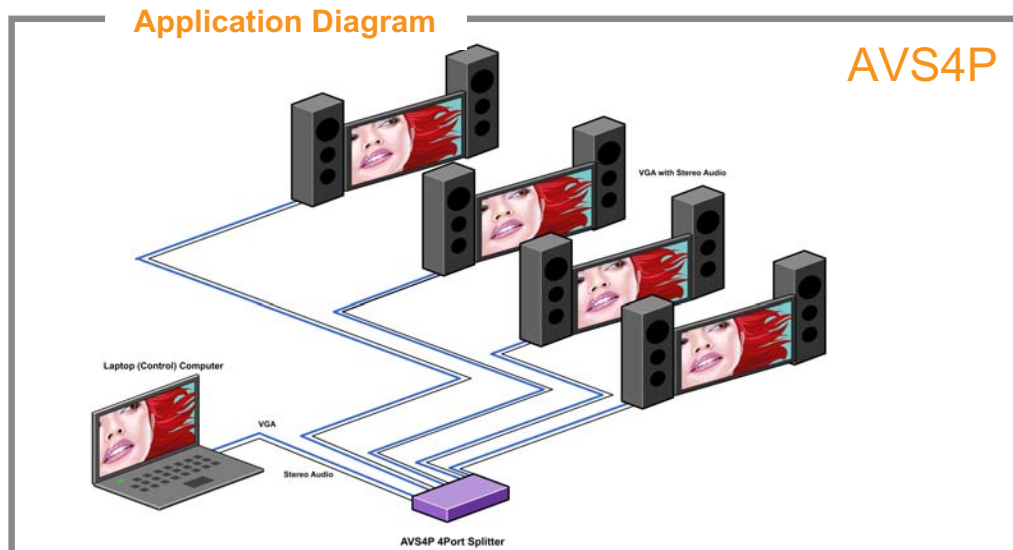 Application Diagram
AVS4P
VGA with Stereo Audio
Laptop (Control) Computer
VGA
Stereo Audio
AVS4P 4Port Splitter